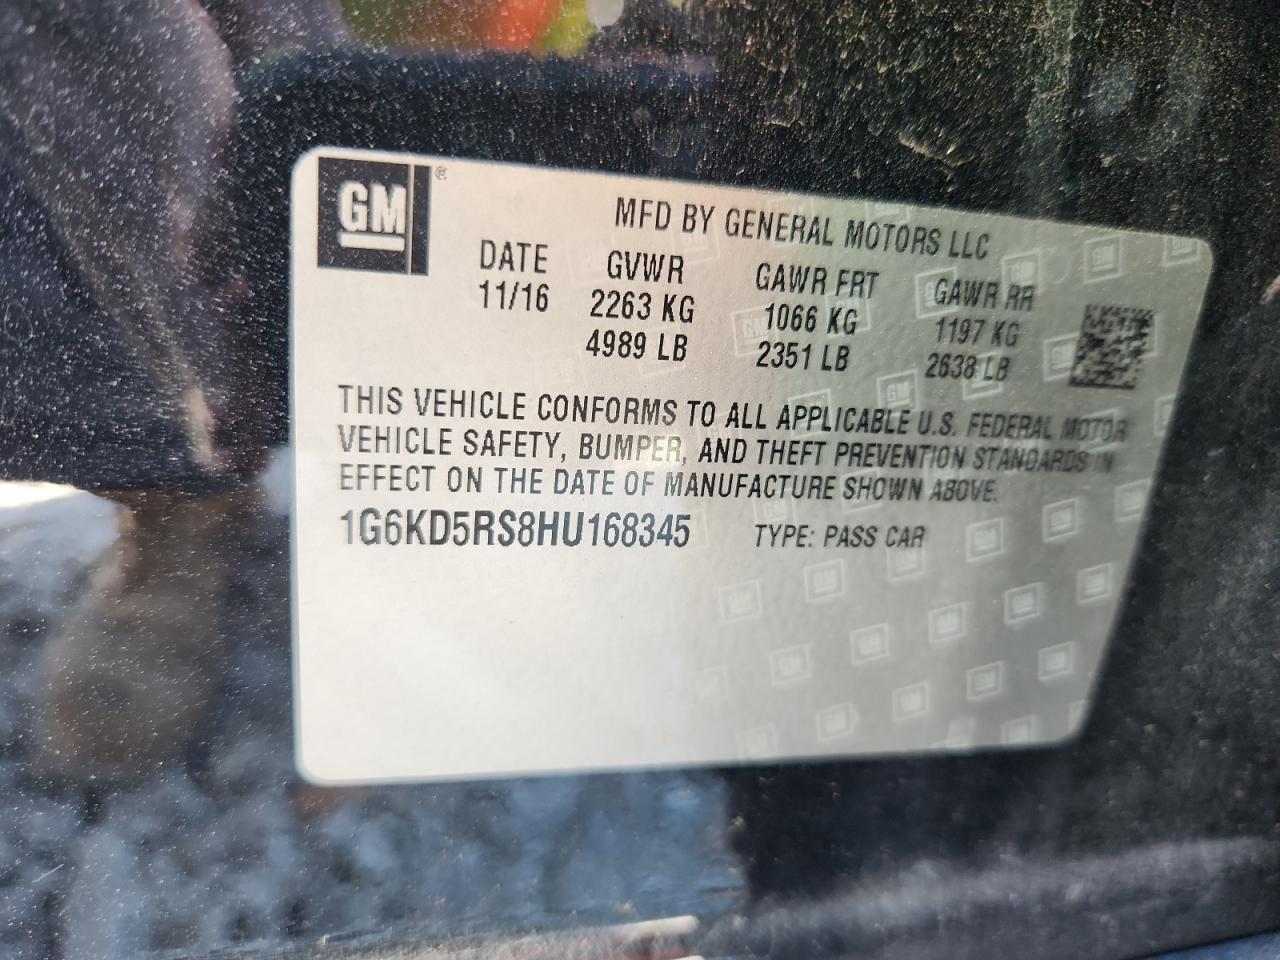 GM ®
MFD BY GENERAL MOTORS LLC
DATE GVWR GAWR FRT GAWR RR
11/16 2263 KG 1066 KG 1197 KG
4989 LB 2351 LB 2638 LB
THIS VEHICLE CONFORMS TO ALL APPLICABLE U.S. FEDERAL MOTOR
VEHICLE SAFETY, BUMPER, AND THEFT PREVENTION STANDARDS IN
EFFECT ON THE DATE OF MANUFACTURE SHOWN ABOVE.
1G6KD5RS8HU168345 TYPE: PASS CAR